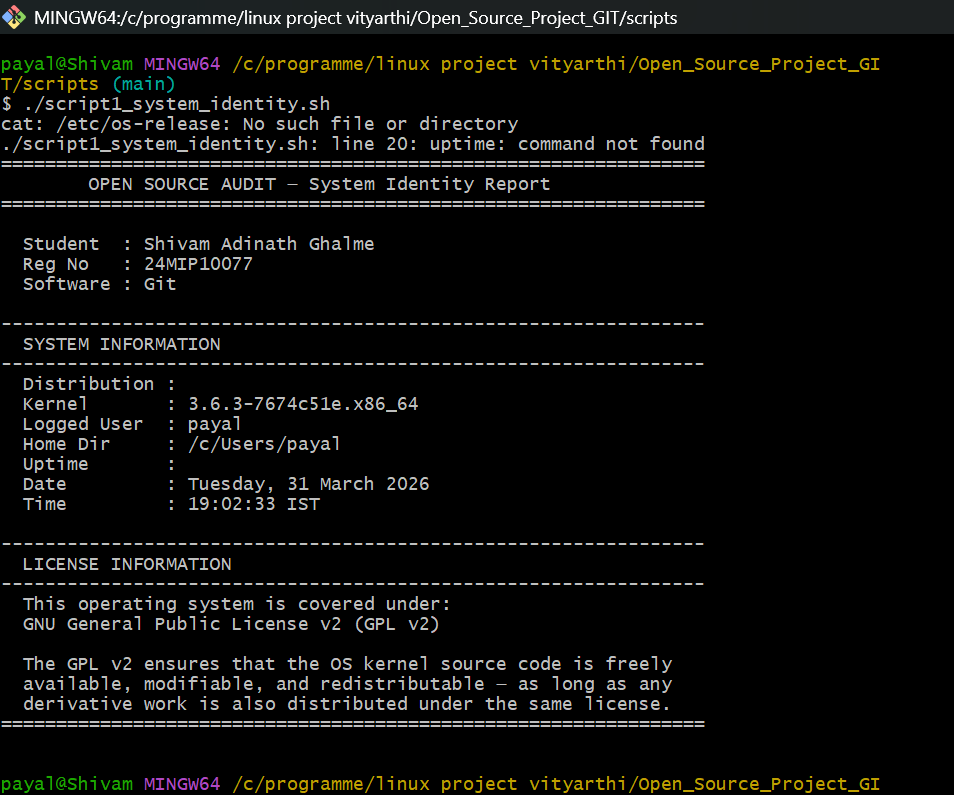 MINGW64:/c/programme/linux project vityarthi/Open_Source_Project_GIT/scripts
payal@Shivam MINGW64 /c/programme/linux project vityarthi/Open_Source_Project_GI
T/scripts (main)
$ ./script1_system_identity.sh
cat: /etc/os-release: No such file or directory
./script1_system_identity.sh: line 20: uptime: command not found
================================================================
        OPEN SOURCE AUDIT — System Identity Report
================================================================
  Student  : Shivam Adinath Ghalme
  Reg No   : 24MIP10077
  Software : Git
----------------------------------------------------------------
  SYSTEM INFORMATION
----------------------------------------------------------------
  Distribution :
  Kernel       : 3.6.3-7674c51e.x86_64
  Logged User  : payal
  Home Dir     : /c/Users/payal
  Uptime       :
  Date         : Tuesday, 31 March 2026
  Time         : 19:02:33 IST
----------------------------------------------------------------
  LICENSE INFORMATION
----------------------------------------------------------------
  This operating system is covered under:
  GNU General Public License v2 (GPL v2)
  The GPL v2 ensures that the OS kernel source code is freely
  available, modifiable, and redistributable — as long as any
  derivative work is also distributed under the same license.
================================================================
payal@Shivam MINGW64 /c/programme/linux project vityarthi/Open_Source_Project_GI